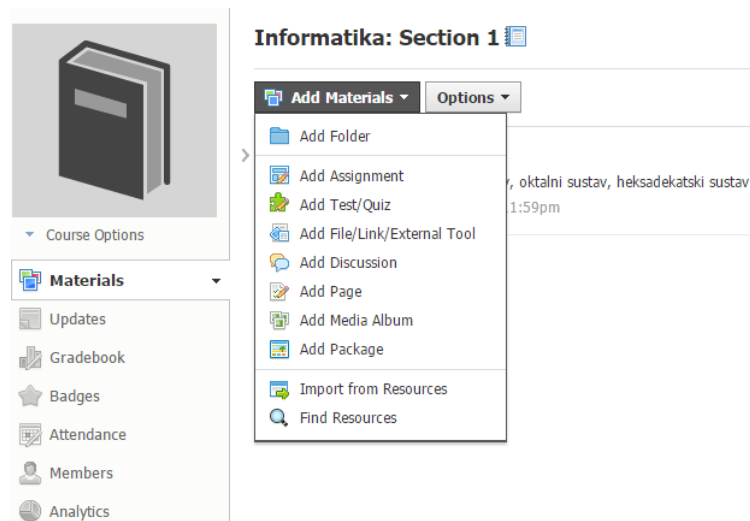 Informatika: Section 1
Add Materials
Options
Add Folder
Add Assignment
Add Test/Quiz
Add File/Link/External Tool
Add Discussion
Add Page
Add Media Album
Add Package
Import from Resources
Find Resources
, oktalni sustav, heksadekatski sustav
:59pm
Course Options
Materials
Updates
Gradebook
Badges
Attendance
Members
Analytics